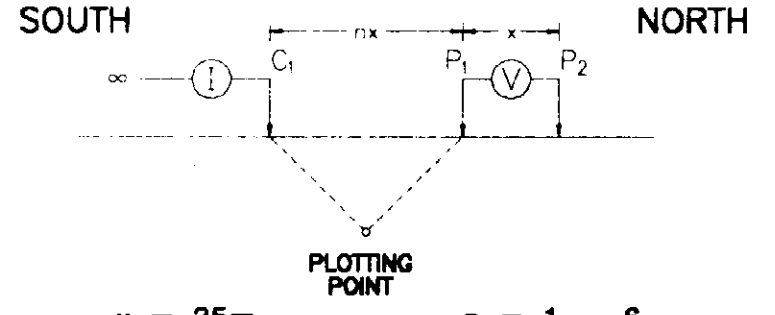 SOUTH
NORTH
nx
x
C₁
P₁
P₂
∞
I
V
PLOTTING
POINT